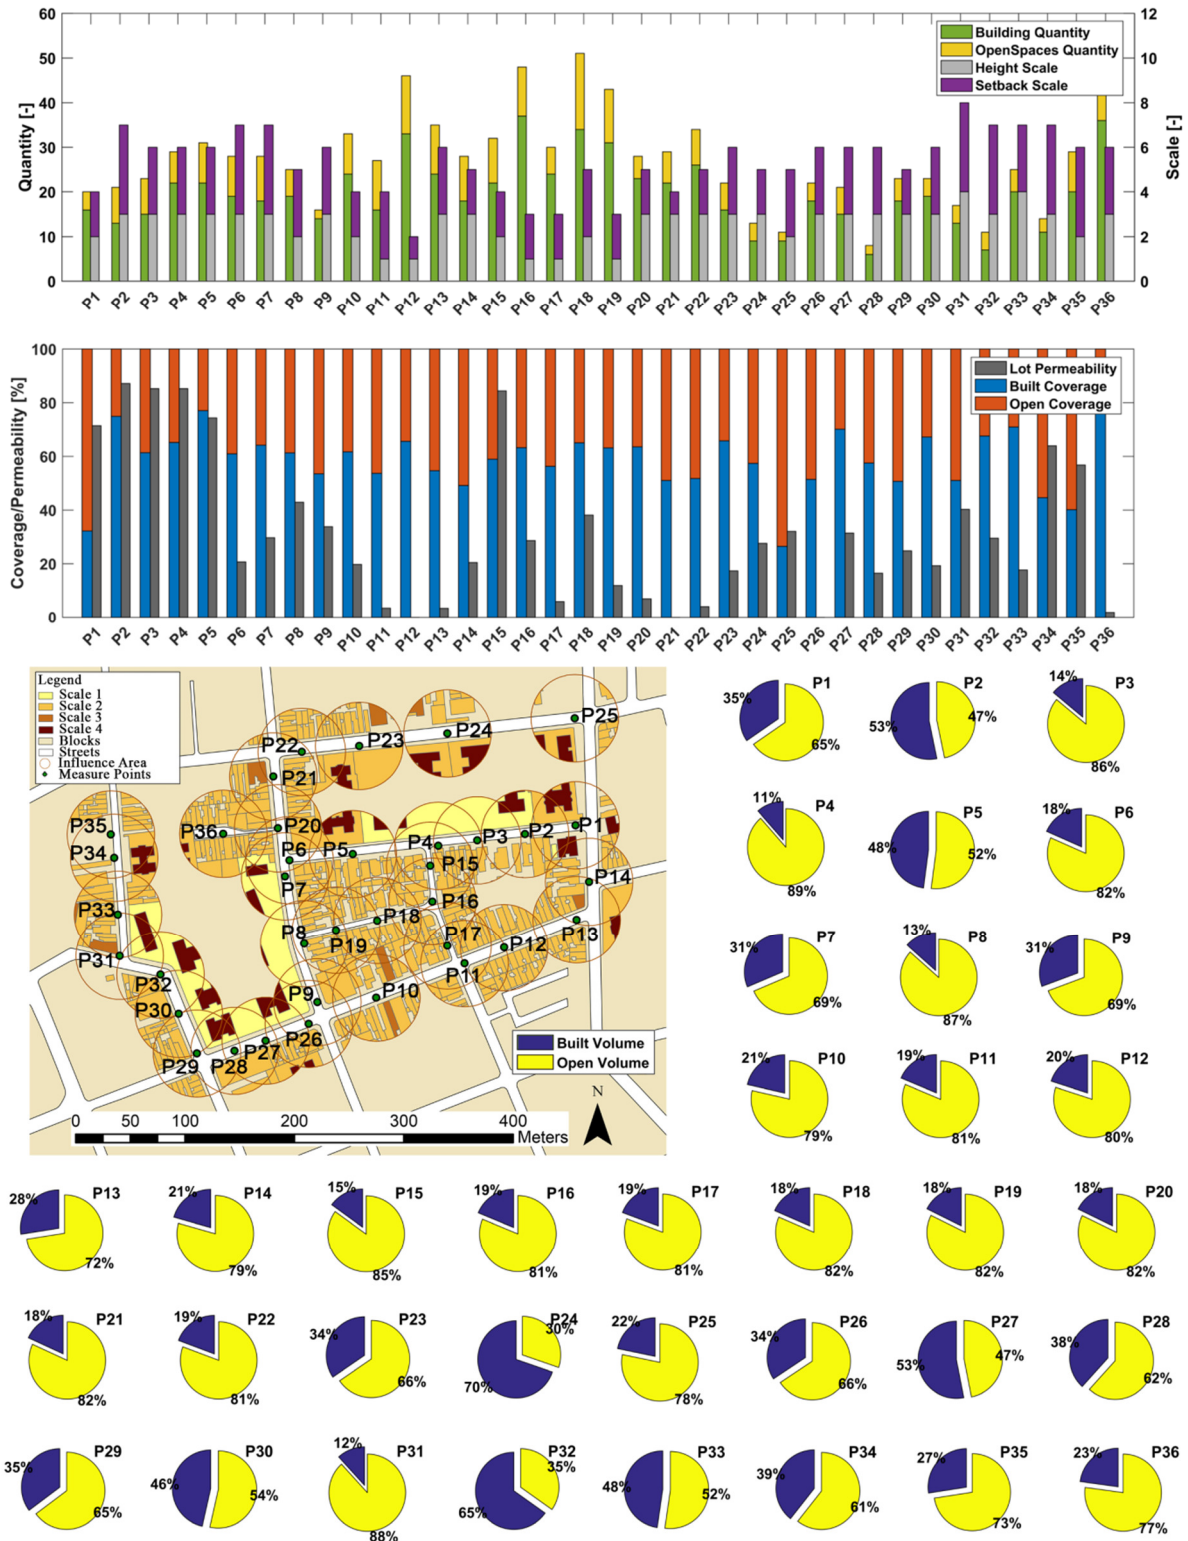 60
50
40
30
20
10
0
Quantity [-]
12
10
8
6
4
2
0
Scale [-]
Building Quantity
OpenSpaces Quantity
Height Scale
Setback Scale
P1 P2 P3 P4 P5 P6 P7 P8 P9 P10 P11 P12 P13 P14 P15 P16 P17 P18 P19 P20 P21 P22 P23 P24 P25 P26 P27 P28 P29 P30 P31 P32 P33 P34 P35 P36
100
80
60
40
20
0
Coverage/Permeability [%]
Lot Permeability
Built Coverage
Open Coverage
P1 P2 P3 P4 P5 P6 P7 P8 P9 P10 P11 P12 P13 P14 P15 P16 P17 P18 P19 P20 P21 P22 P23 P24 P25 P26 P27 P28 P29 P30 P31 P32 P33 P34 P35 P36
Legend
Scale 1
Scale 2
Scale 3
Scale 4
Blocks
Streets
Influence Area
Measure Points
P25
P24
P23
P22
P21
P35
P36
P20
P1
P2
P3
P4
P34
P6
P5
P15
P7
P14
P33
P16
P18
P8
P19
P13
P31
P17
P12
P32
P11
P9
P10
P30
P26
P27
P29
P28
Built Volume
Open Volume
N
0 50 100 200 300 400
Meters
P1 35% 65%
P2 53% 47%
P3 14% 86%
P4 11% 89%
P5 48% 52%
P6 18% 82%
P7 31% 69%
P8 13% 87%
P9 31% 69%
P10 21% 79%
P11 19% 81%
P12 20% 80%
P13 28% 72%
P14 21% 79%
P15 15% 85%
P16 19% 81%
P17 19% 81%
P18 18% 82%
P19 18% 82%
P20 18% 82%
P21 18% 82%
P22 19% 81%
P23 34% 66%
P24 30% 70%
P25 22% 78%
P26 34% 66%
P27 53% 47%
P28 38% 62%
P29 35% 65%
P30 46% 54%
P31 12% 88%
P32 35% 65%
P33 48% 52%
P34 39% 61%
P35 27% 73%
P36 23% 77%